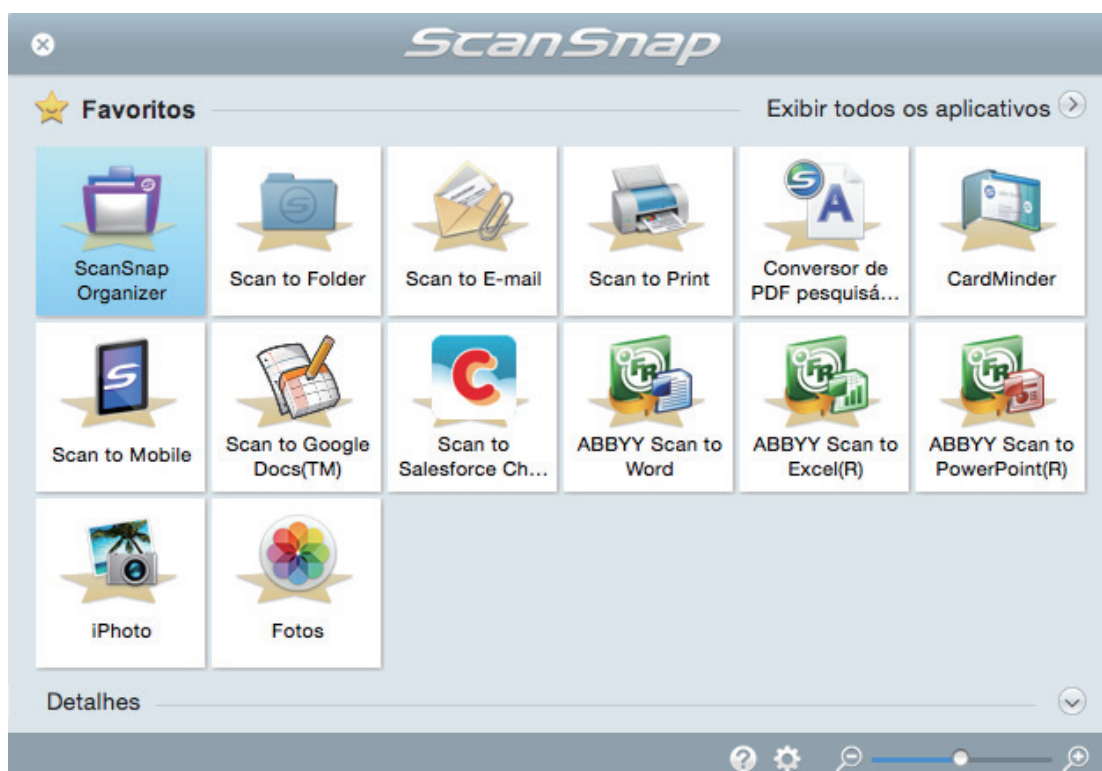 ScanSnap
Favoritos
Exibir todos os aplicativos
ScanSnap
Organizer
Scan to Folder
Scan to E-mail
Scan to Print
Conversor de
PDF pesquisá...
CardMinder
Scan to Mobile
Scan to Google
Docs(TM)
Scan to
Salesforce Ch...
ABBYY Scan to
Word
ABBYY Scan to
Excel(R)
ABBYY Scan to
PowerPoint(R)
iPhoto
Fotos
Detalhes